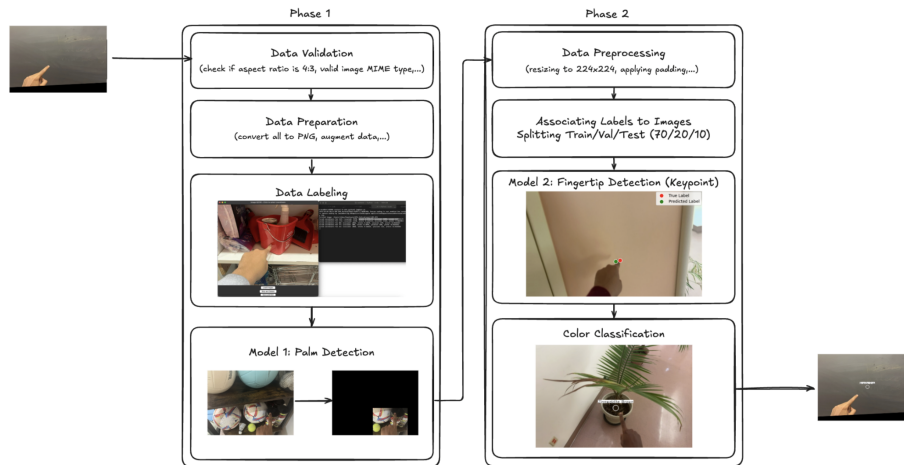 Phase 1
Data Validation
(check if aspect ratio is 4:3, valid image MIME type,...)
Data Preparation
(convert all to PNG, augment data,...)
Data Labeling
Model 1: Palm Detection
Phase 2
Data Preprocessing
(resizing to 224x224, applying padding,...)
Associating Labels to Images
Splitting Train/Val/Test (70/20/10)
Model 2: Fingertip Detection (Keypoint)
True Label
Predicted Label
Color Classification